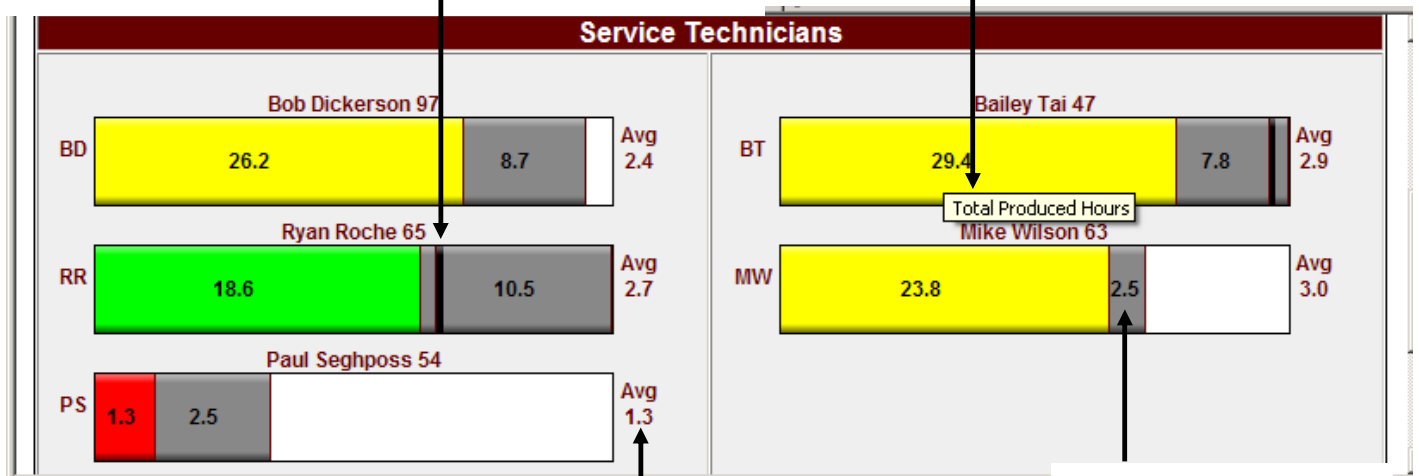 Service Technicians
Bob Dickerson 97
BD
26.2
8.7
Avg
2.4
Ryan Roche 65
RR
18.6
10.5
Avg
2.7
Paul Seghposs 54
PS
1.3
2.5
Avg
1.3
Bailey Tai 47
BT
29.4
7.8
Avg
2.9
Total Produced Hours
Mike Wilson 63
MW
23.8
2.5
Avg
3.0